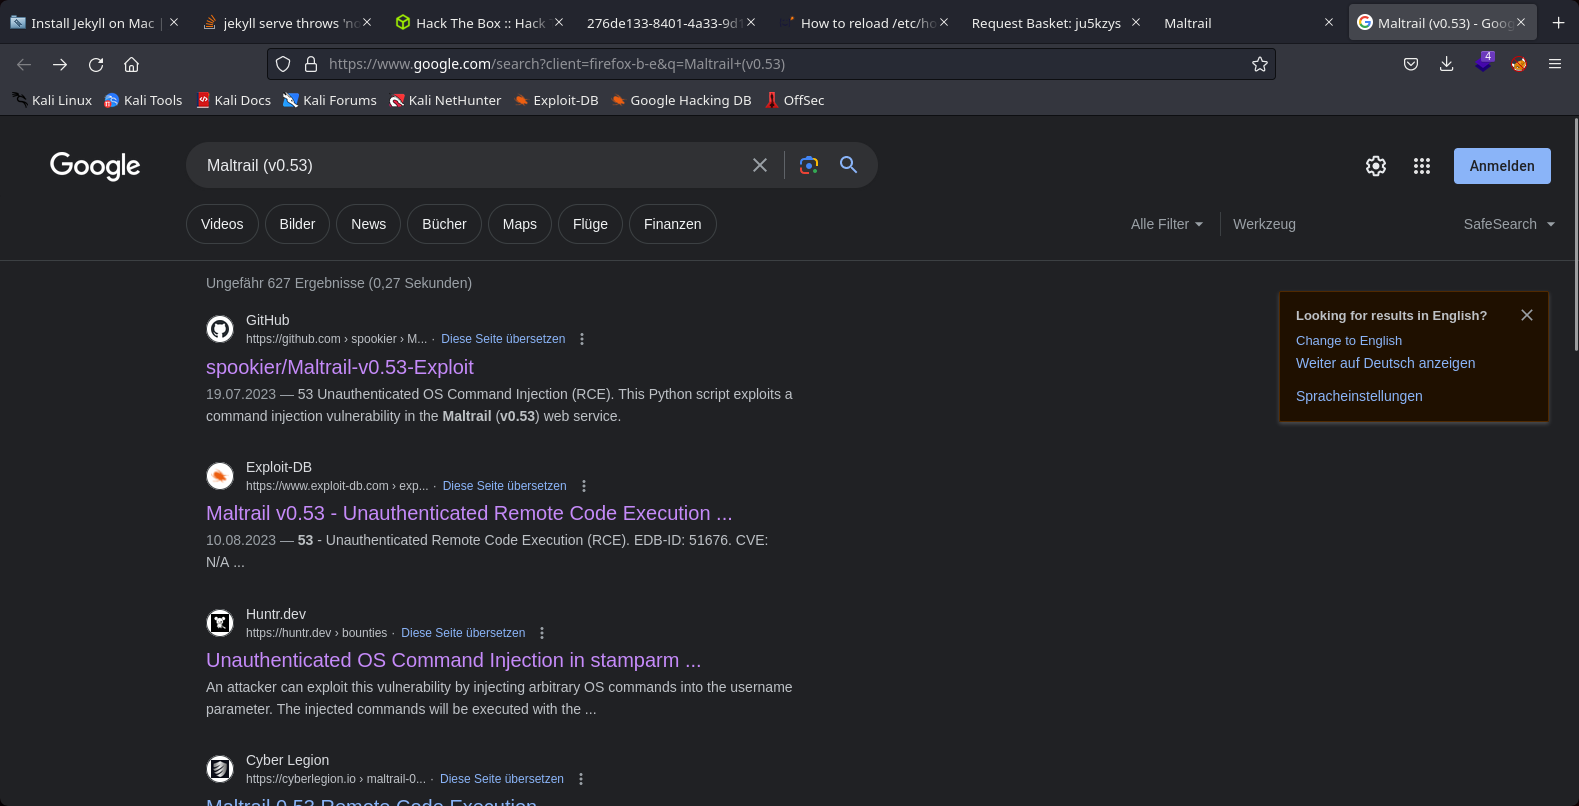 Install Jekyll on Mac |
jekyll serve throws 'no
Hack The Box :: Hack T
276de133-8401-4a33-9d1
How to reload /etc/ho
Request Basket: ju5kzys
Maltrail
Maltrail (v0.53) - Goog
https://www.google.com/search?client=firefox-b-e&q=Maltrail+(v0.53)
4
Kali Linux
Kali Tools
Kali Docs
Kali Forums
Kali NetHunter
Exploit-DB
Google Hacking DB
OffSec
Google
Maltrail (v0.53)
Anmelden
Videos
Bilder
News
Bücher
Maps
Flüge
Finanzen
Alle Filter
Werkzeug
SafeSearch
Ungefähr 627 Ergebnisse (0,27 Sekunden)
GitHub
https://github.com › spookier › M... · Diese Seite übersetzen
spookier/Maltrail-v0.53-Exploit
19.07.2023 — 53 Unauthenticated OS Command Injection (RCE). This Python script exploits a
command injection vulnerability in the Maltrail (v0.53) web service.
Looking for results in English?
Change to English
Weiter auf Deutsch anzeigen
Spracheinstellungen
Exploit-DB
https://www.exploit-db.com › exp... · Diese Seite übersetzen
Maltrail v0.53 - Unauthenticated Remote Code Execution ...
10.08.2023 — 53 - Unauthenticated Remote Code Execution (RCE). EDB-ID: 51676. CVE:
N/A ...
Huntr.dev
https://huntr.dev › bounties · Diese Seite übersetzen
Unauthenticated OS Command Injection in stamparm ...
An attacker can exploit this vulnerability by injecting arbitrary OS commands into the username
parameter. The injected commands will be executed with the ...
Cyber Legion
https://cyberlegion.io › maltrail-0... · Diese Seite übersetzen
Maltrail 0.53 Remote Code Execution